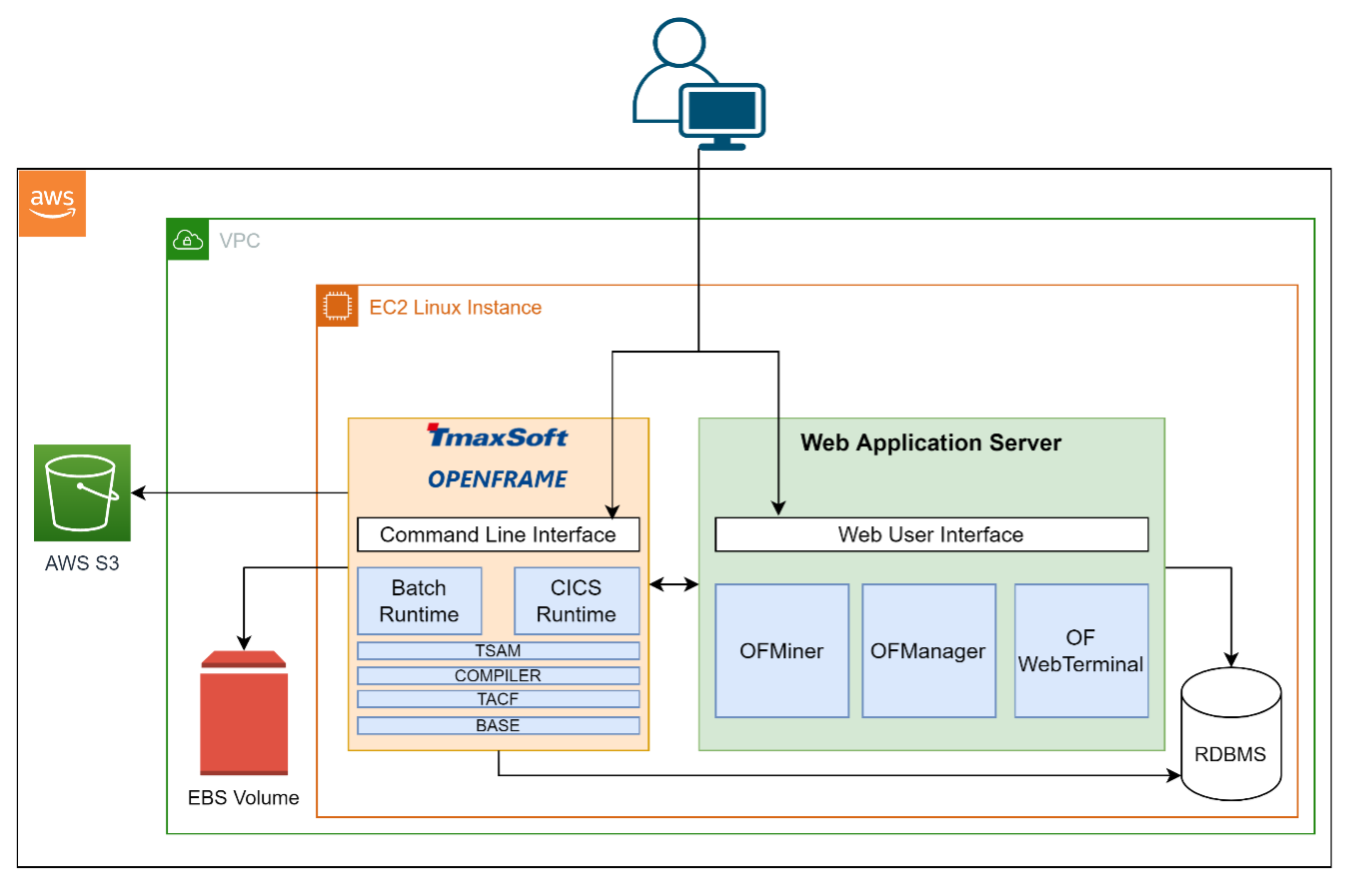 aws
VPC
EC2 Linux Instance
TmaxSoft
OPENFRAME
Command Line Interface
Batch
Runtime
CICS
Runtime
TSAM
COMPILER
TACF
BASE
Web Application Server
Web User Interface
OFMiner
OFManager
OF
WebTerminal
RDBMS
AWS S3
EBS Volume